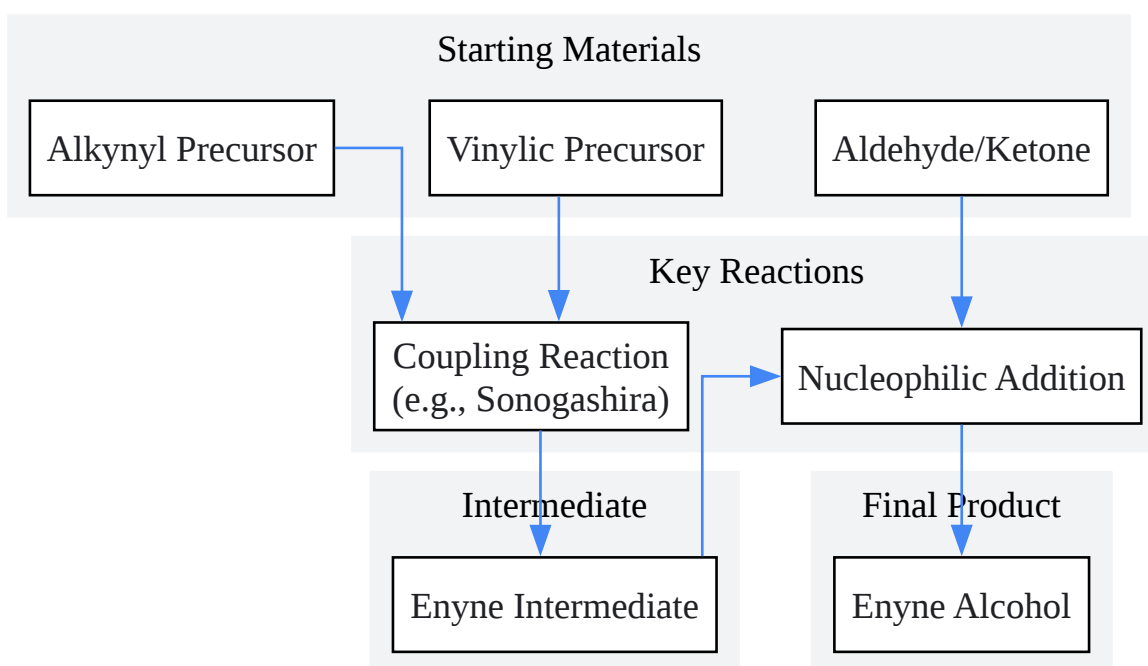 Starting Materials
Alkynyl Precursor
Vinylic Precursor
Aldehyde/Ketone
Key Reactions
Coupling Reaction
(e.g., Sonogashira)
Nucleophilic Addition
Intermediate
Final Product
Enyne Intermediate
Enyne Alcohol